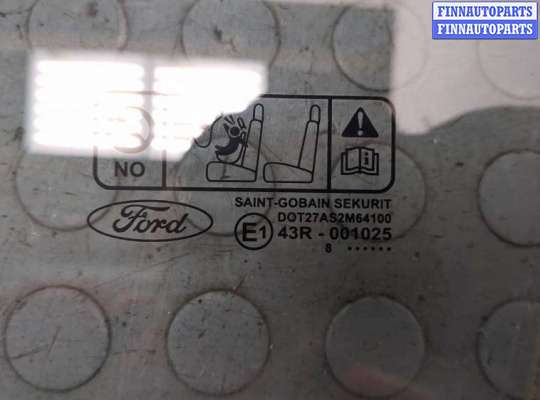 FINNAUTOPARTS
FINNAUTOPARTS
NO
SAINT-GOBAIN SEKURIT
Ford
DOT27AS2M64100
E1 43R - 001025
8 ••••••